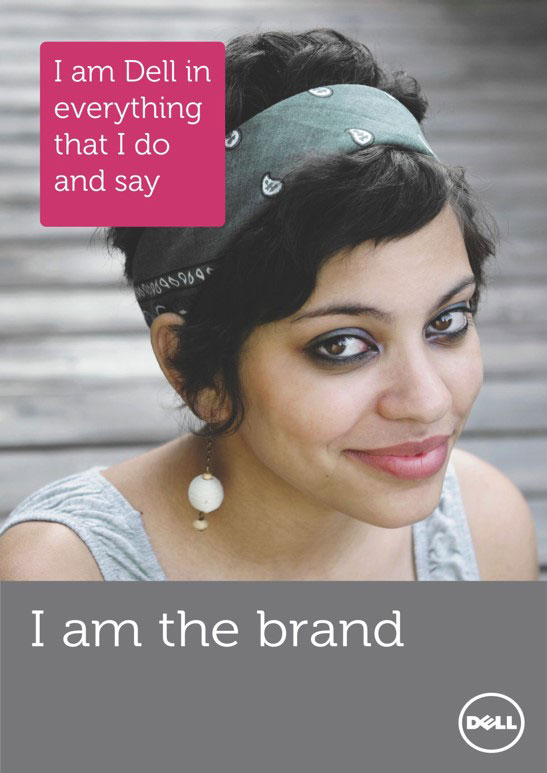 I am Dell in
everything
that I do
and say
I am the brand
DELL